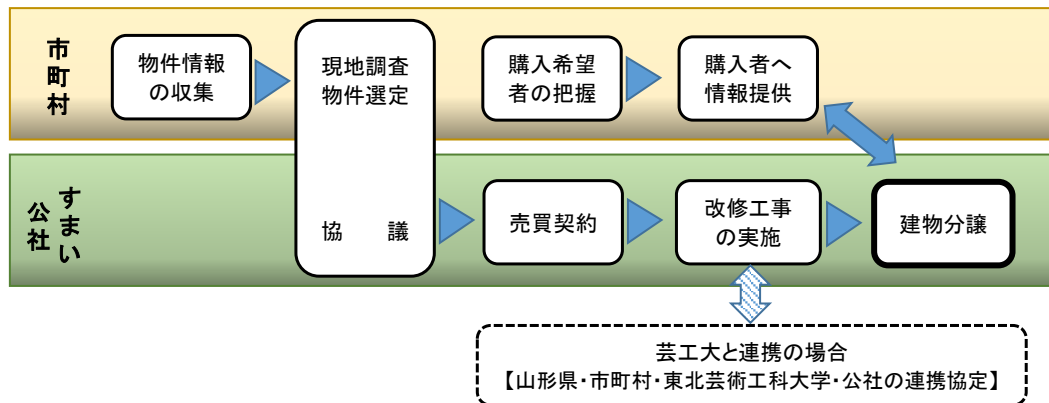 市町村
物件情報
の収集
現地調査
物件選定
購入希望
者の把握
購入者へ
情報提供
すまい
公社
協　　議
売買契約
改修工事
の実施
建物分譲
芸工大と連携の場合
【山形県・市町村・東北芸術工科大学・公社の連携協定】